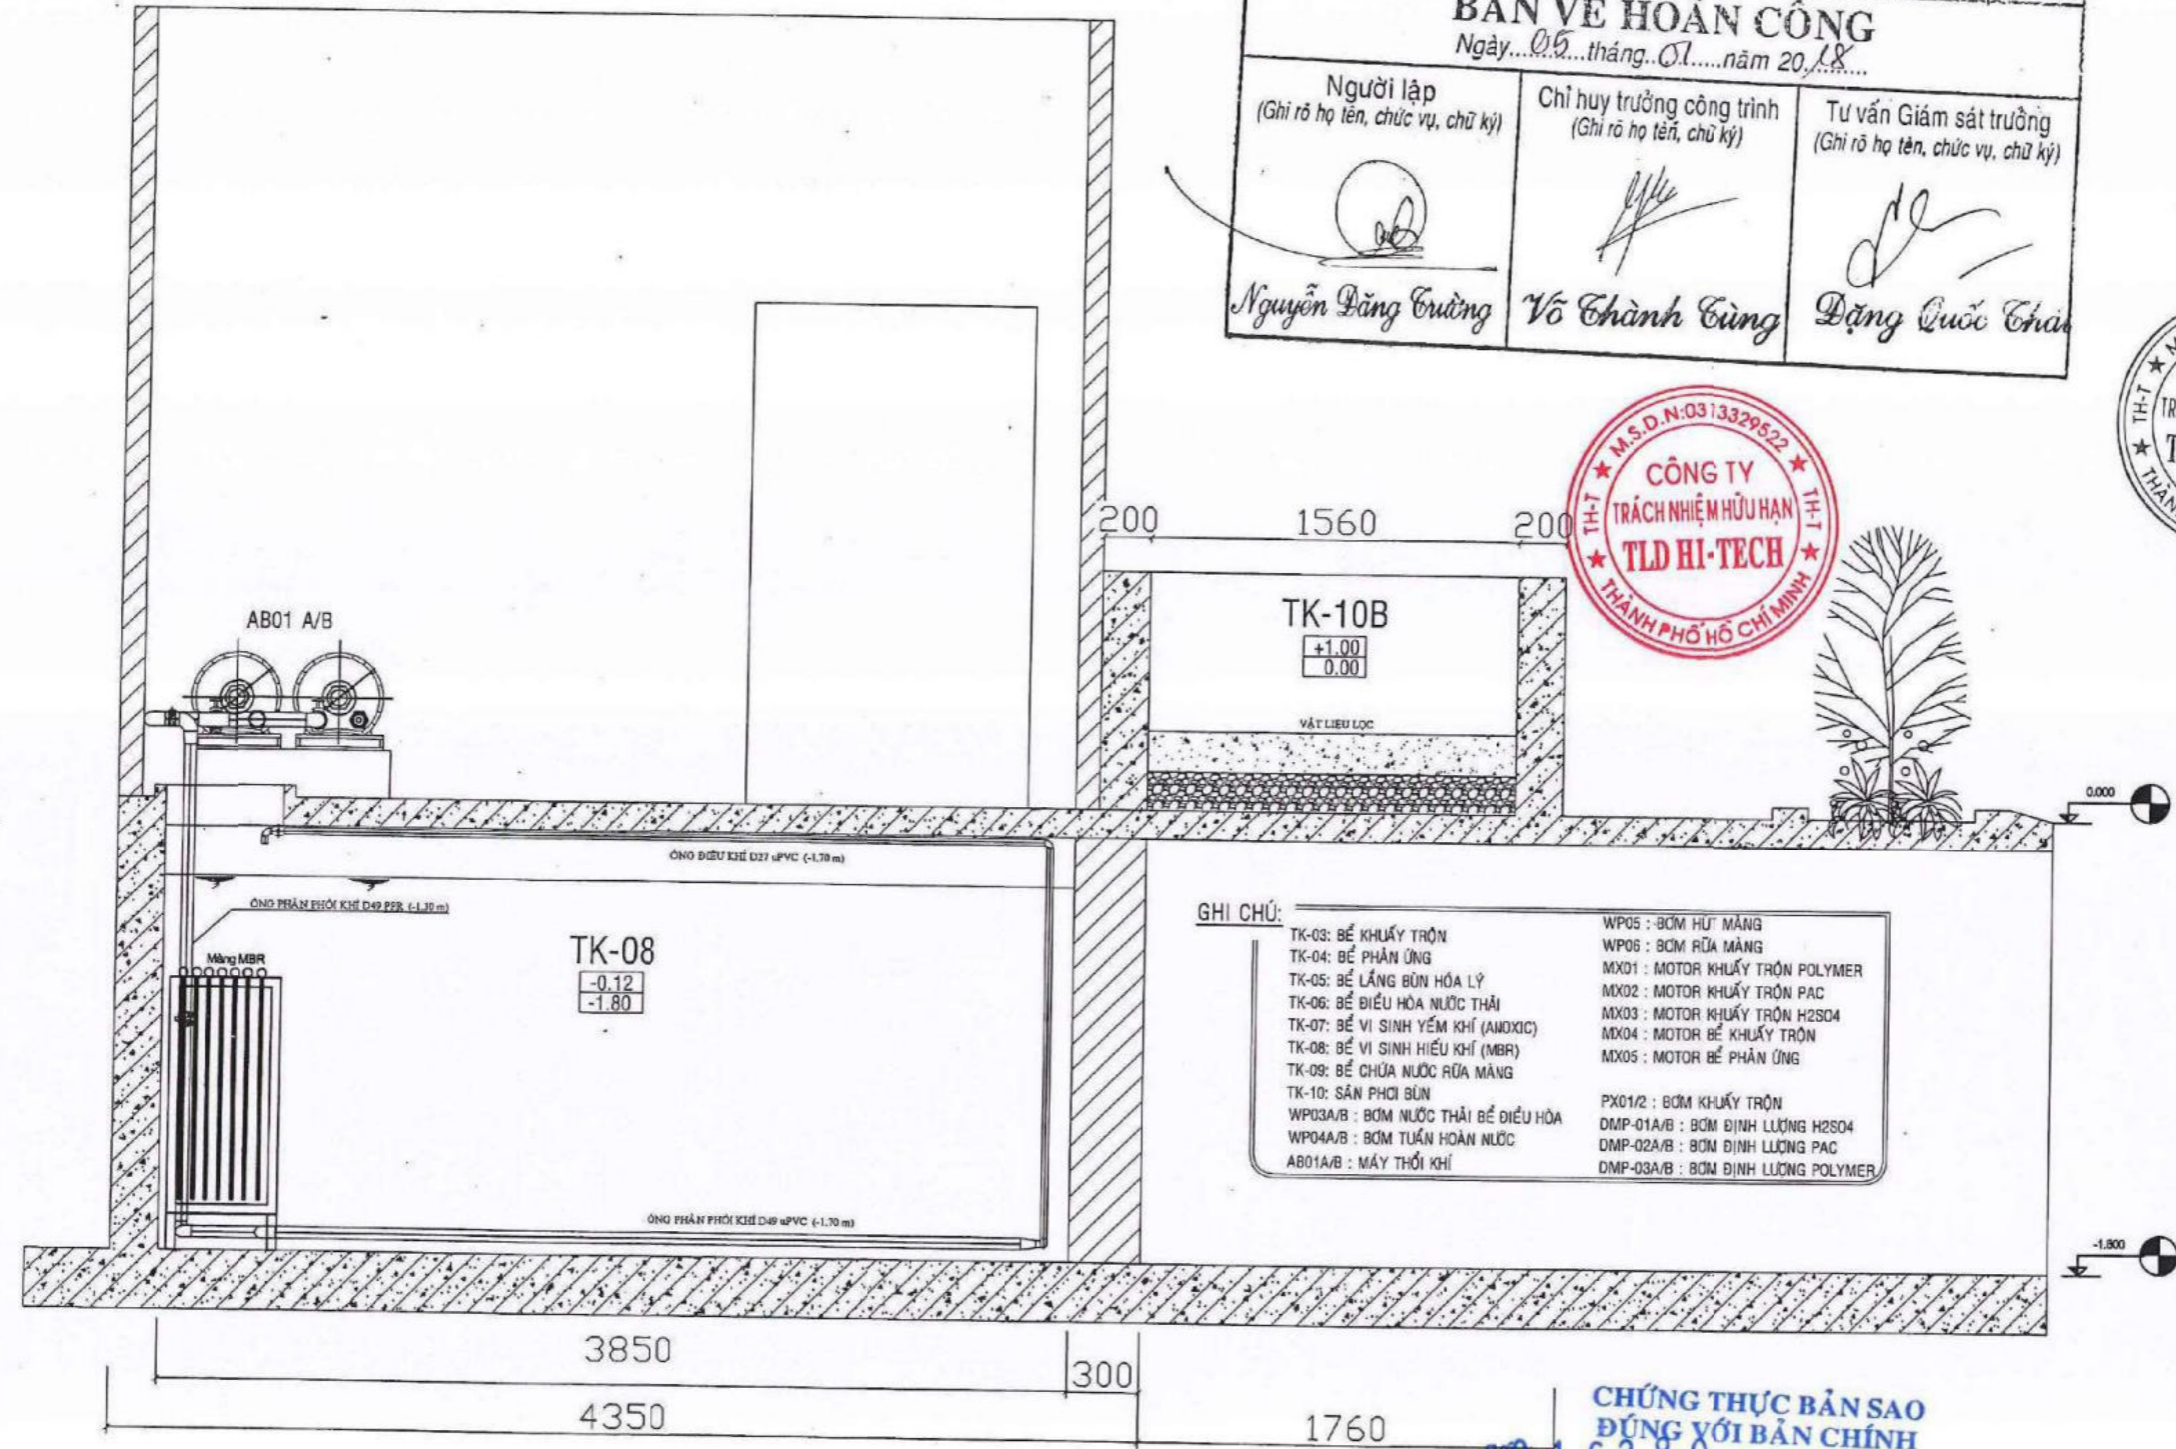 BẢN VẼ HOÀN CÔNG
Ngày...05...tháng..01.....năm 20.18.....
Người lập
(Ghi rõ họ tên, chức vụ, chữ ký)
Nguyễn Đăng Trường
Chỉ huy trưởng công trình
(Ghi rõ họ tên, chữ ký)
Võ Thành Tùng
Tư vấn Giám sát trưởng
(Ghi rõ họ tên, chức vụ, chữ ký)
Đặng Quốc Thái
M.S.D.N:0313329522
CÔNG TY
TRÁCH NHIỆM HỮU HẠN
TLD HI-TECH
THÀNH PHỐ HỒ CHÍ MINH
TH-T
TH-T
TH-T
200
1560
200
TK-10B
+1.00
0.00
VẬT LIỆU LỌC
AB01 A/B
0.000
ỐNG ĐIỀU KHÍ D27 uPVC (-1,70 m)
ỐNG PHÂN PHỐI KHÍ D49 PPR (-1,30 m)
Màng MBR
TK-08
-0.12
-1.80
ỐNG PHÂN PHỐI KHÍ D49 uPVC (-1,70 m)
GHI CHÚ:
TK-03: BỂ KHUẤY TRỘN
TK-04: BỂ PHẢN ỨNG
TK-05: BỂ LẮNG BÙN HÓA LÝ
TK-06: BỂ ĐIỀU HÒA NƯỚC THẢI
TK-07: BỂ VI SINH YẾM KHÍ (ANOXIC)
TK-08: BỂ VI SINH HIẾU KHÍ (MBR)
TK-09: BỂ CHỨA NƯỚC RỮA MÀNG
TK-10: SÂN PHƠI BÙN
WP03A/B : BƠM NƯỚC THẢI BỂ ĐIỀU HÒA
WP04A/B : BƠM TUẦN HOÀN NƯỚC
AB01A/B : MÁY THỔI KHÍ
WP05 : BƠM HÚT MÀNG
WP06 : BƠM RỮA MÀNG
MX01 : MOTOR KHUẤY TRỘN POLYMER
MX02 : MOTOR KHUẤY TRỘN PAC
MX03 : MOTOR KHUẤY TRỘN H2SO4
MX04 : MOTOR BỂ KHUẤY TRỘN
MX05 : MOTOR BỂ PHẢN ỨNG
PX01/2 : BƠM KHUẤY TRỘN
DMP-01A/B : BƠM ĐỊNH LƯỢNG H2SO4
DMP-02A/B : BƠM ĐỊNH LƯỢNG PAC
DMP-03A/B : BƠM ĐỊNH LƯỢNG POLYMER
-1.800
3850
300
4350
1760
CHỨNG THỰC BẢN SAO
ĐÚNG VỚI BẢN CHÍNH